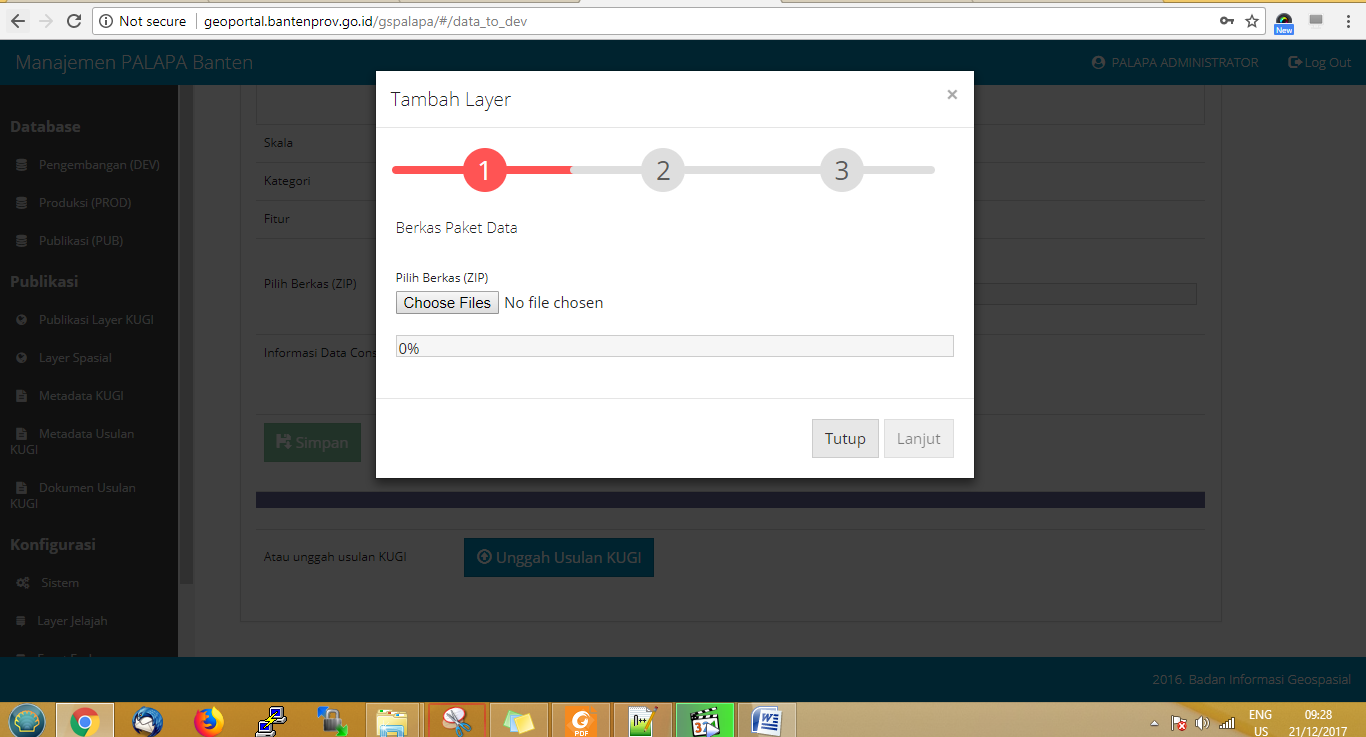 Not secure | geoportal.bantenprov.go.id/gspalapa/#/data_to_dev
New
Manajemen PALAPA Banten
PALAPA ADMINISTRATOR
Log Out
Tambah Layer
×
1
2
3
Berkas Paket Data
Pilih Berkas (ZIP)
Choose Files No file chosen
0%
Tutup
Lanjut
Database
Pengembangan (DEV)
Produksi (PROD)
Publikasi (PUB)
Publikasi
Publikasi Layer KUGI
Layer Spasial
Metadata KUGI
Metadata Usulan
KUGI
Dokumen Usulan
KUGI
Konfigurasi
Sistem
Layer Jelajah
Skala
Kategori
Fitur
Pilih Berkas (ZIP)
Informasi Data Cons
Simpan
Atau unggah usulan KUGI
Unggah Usulan KUGI
2016. Badan Informasi Geospasial
PDF
n++
37
W
ENG
US
09:28
21/12/2017